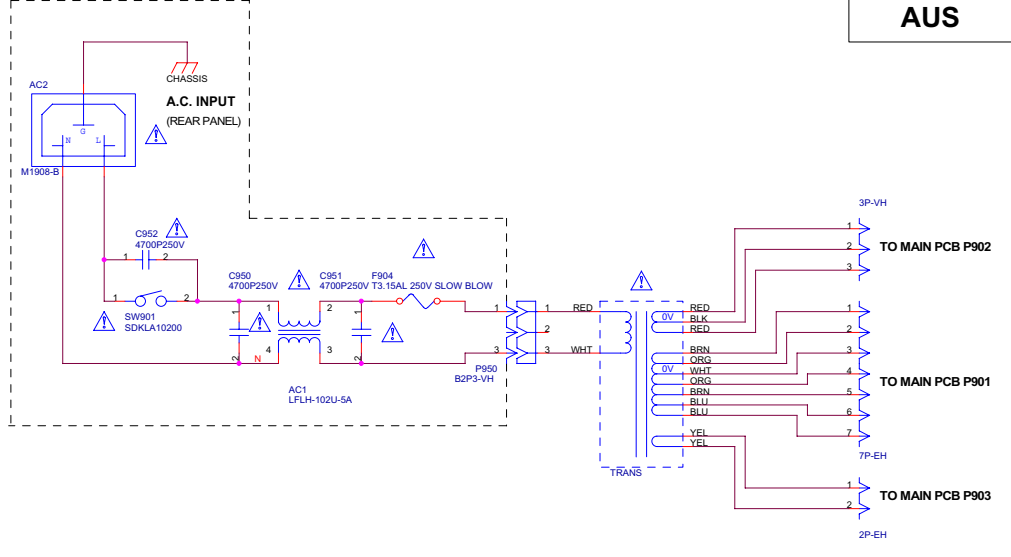 AUS
CHASSIS
AC2
A.C. INPUT
(REAR PANEL)
G
N
L
M1908-B
C952
4700P250V
1
2
1
2
SW901
SDKLA10200
C950
4700P250V
C951
4700P250V
F904
T3.15AL 250V SLOW BLOW
1
2
1
2
1
2
4
3
N
AC1
LFLH-102U-5A
1
3
P950
B2P3-VH
1
2
3
RED
WHT
TRANS
0V
RED
BLK
RED
0V
BRN
ORG
WHT
ORG
BRN
BLU
BLU
YEL
YEL
3P-VH
1
2
3
TO MAIN PCB P902
1
2
3
4
5
6
7
TO MAIN PCB P901
7P-EH
1
2
TO MAIN PCB P903
2P-EH